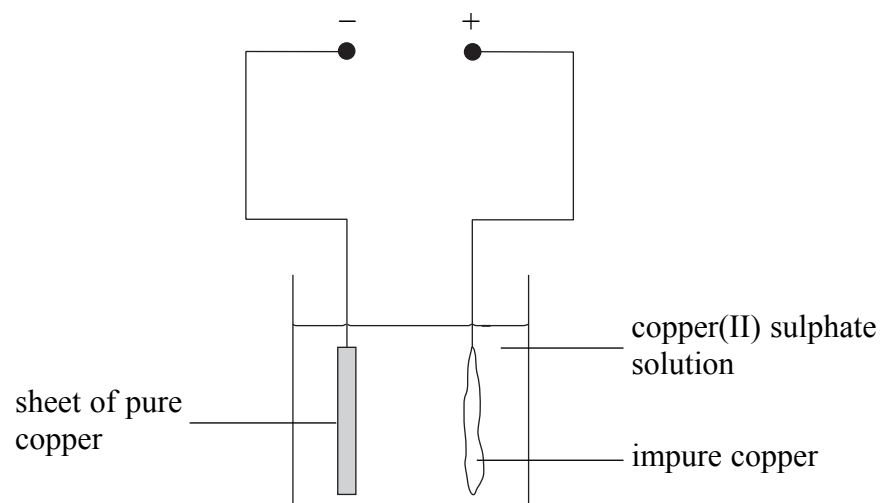 − +
copper(II) sulphate
solution
sheet of pure
copper
impure copper